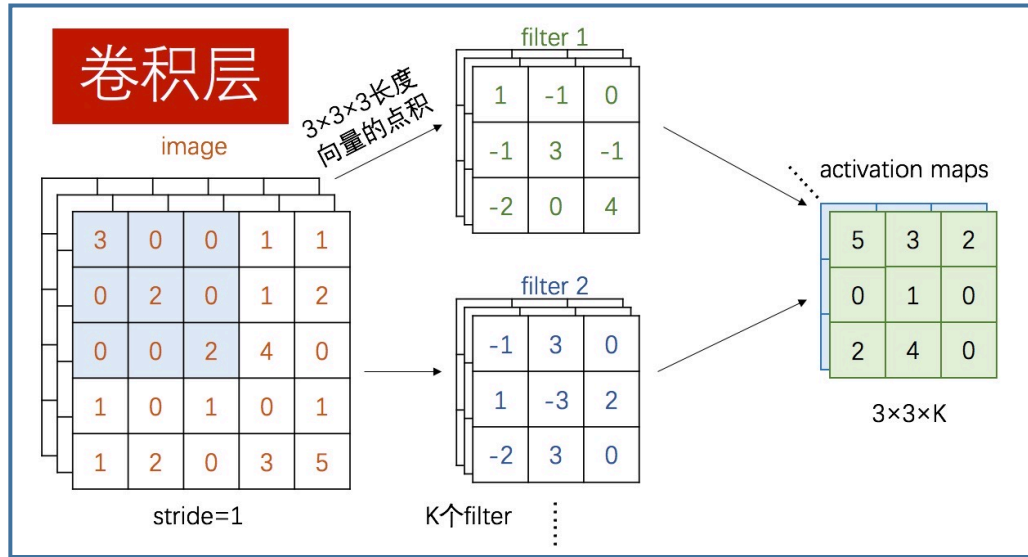 卷积层
image
3×3×3长度
向量的点积
filter 1
1 -1 0
-1 3 -1
-2 0 4
3 0 0 1 1
0 2 0 1 2
0 0 2 4 0
1 0 1 0 1
1 2 0 3 5
stride=1
filter 2
-1 3 0
1 -3 2
-2 3 0
K个filter
activation maps
5 3 2
0 1 0
2 4 0
3×3×K